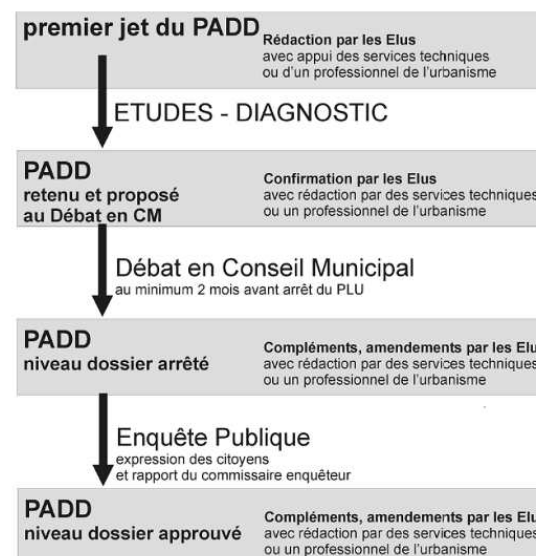 premier jet du PADD
Rédaction par les Elus
avec appui des services techniques
ou d'un professionnel de l'urbanisme
ETUDES - DIAGNOSTIC
PADD
retenu et proposé
au Débat en CM
Confirmation par les Elus
avec rédaction par des services techniques
ou un professionnel de l'urbanisme
Débat en Conseil Municipal
au minimum 2 mois avant arrêt du PLU
PADD
niveau dossier arrêté
Compléments, amendements par les Elu
avec rédaction par des services techniques
ou un professionnel de l'urbanisme
Enquête Publique
expression des citoyens
et rapport du commissaire enquêteur
PADD
niveau dossier approuvé
Compléments, amendements par les Elu
avec rédaction par des services techniques
ou un professionnel de l'urbanisme